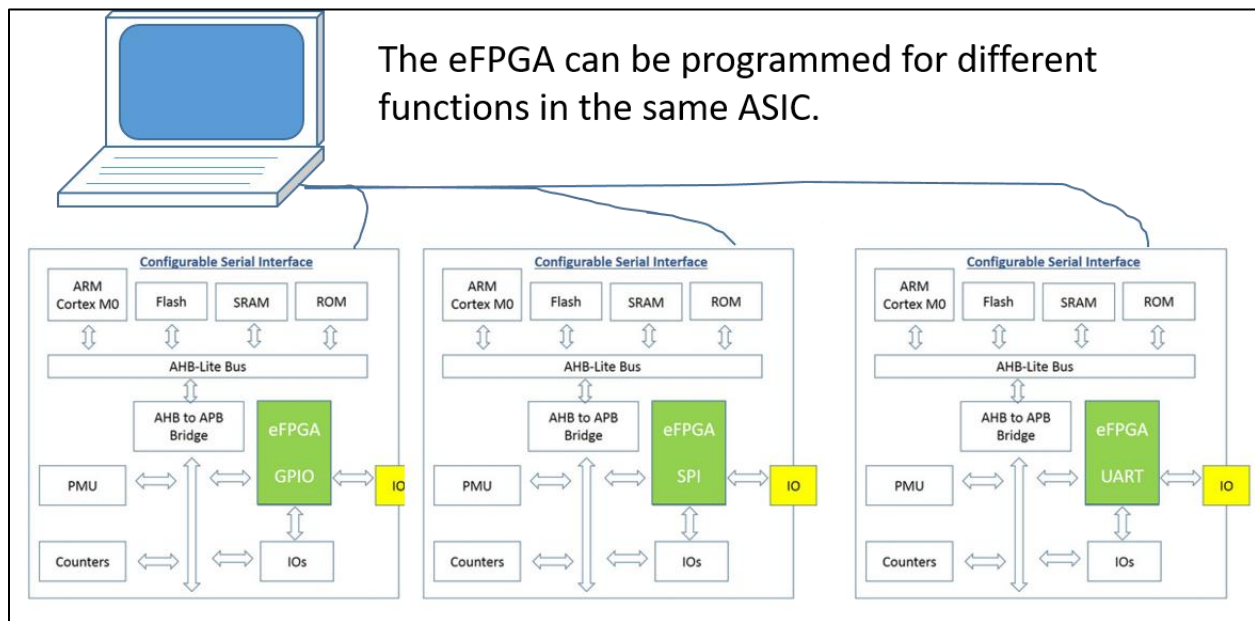 The eFPGA can be programmed for different
functions in the same ASIC.
Configurable Serial Interface
ARM
Cortex M0
Flash
SRAM
ROM
AHB-Lite Bus
AHB to APB
Bridge
eFPGA
GPIO
PMU
IO
Counters
IOs
Configurable Serial Interface
ARM
Cortex M0
Flash
SRAM
ROM
AHB-Lite Bus
AHB to APB
Bridge
eFPGA
SPI
PMU
IO
Counters
IOs
Configurable Serial Interface
ARM
Cortex M0
Flash
SRAM
ROM
AHB-Lite Bus
AHB to APB
Bridge
eFPGA
UART
PMU
IO
Counters
IOs